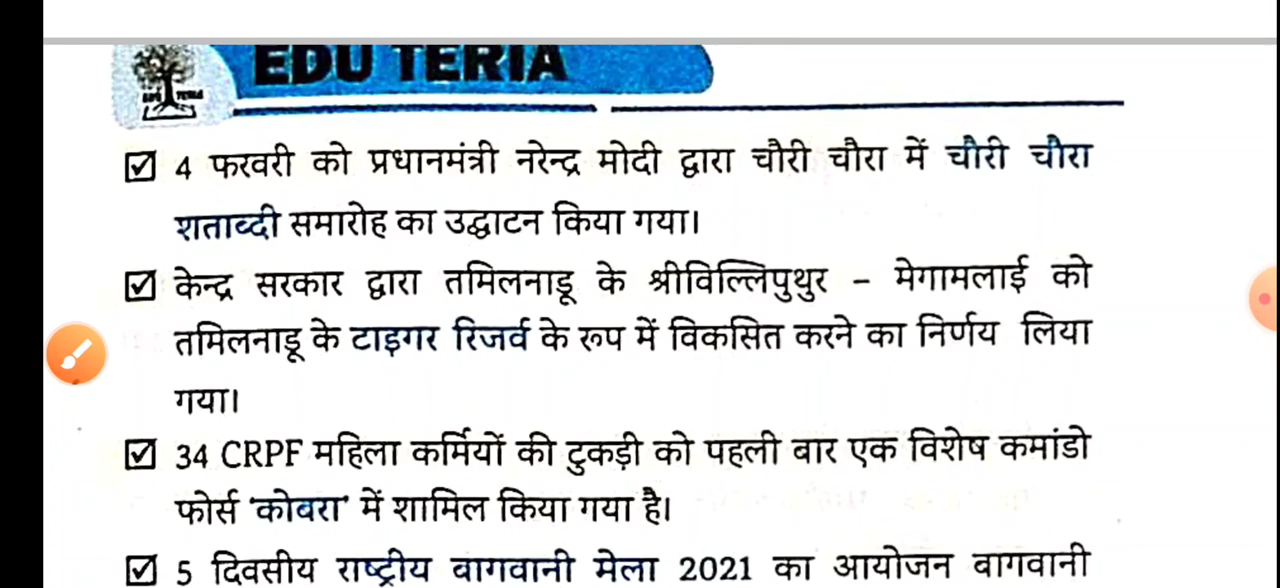 EDU TERIA
☑ 4 फरवरी को प्रधानमंत्री नरेन्द्र मोदी द्वारा चौरी चौरा में चौरी चौरा
शताब्दी समारोह का उद्घाटन किया गया।
☑ केन्द्र सरकार द्वारा तमिलनाडू के श्रीविल्लिपुथुर – मेगामलाई को
तमिलनाडू के टाइगर रिजर्व के रूप में विकसित करने का निर्णय लिया
गया।
☑ 34 CRPF महिला कर्मियों की टुकड़ी को पहली बार एक विशेष कमांडो
फोर्स 'कोबरा' में शामिल किया गया है।
☑ 5 दिवसीय राष्ट्रीय बागवानी मेला 2021 का आयोजन बागवानी